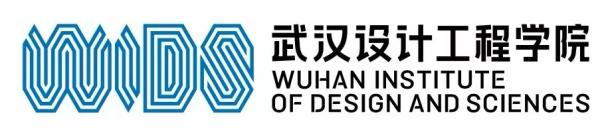 WIDS
武汉设计工程学院
WUHAN INSTITUTE
OF DESIGN AND SCIENCES